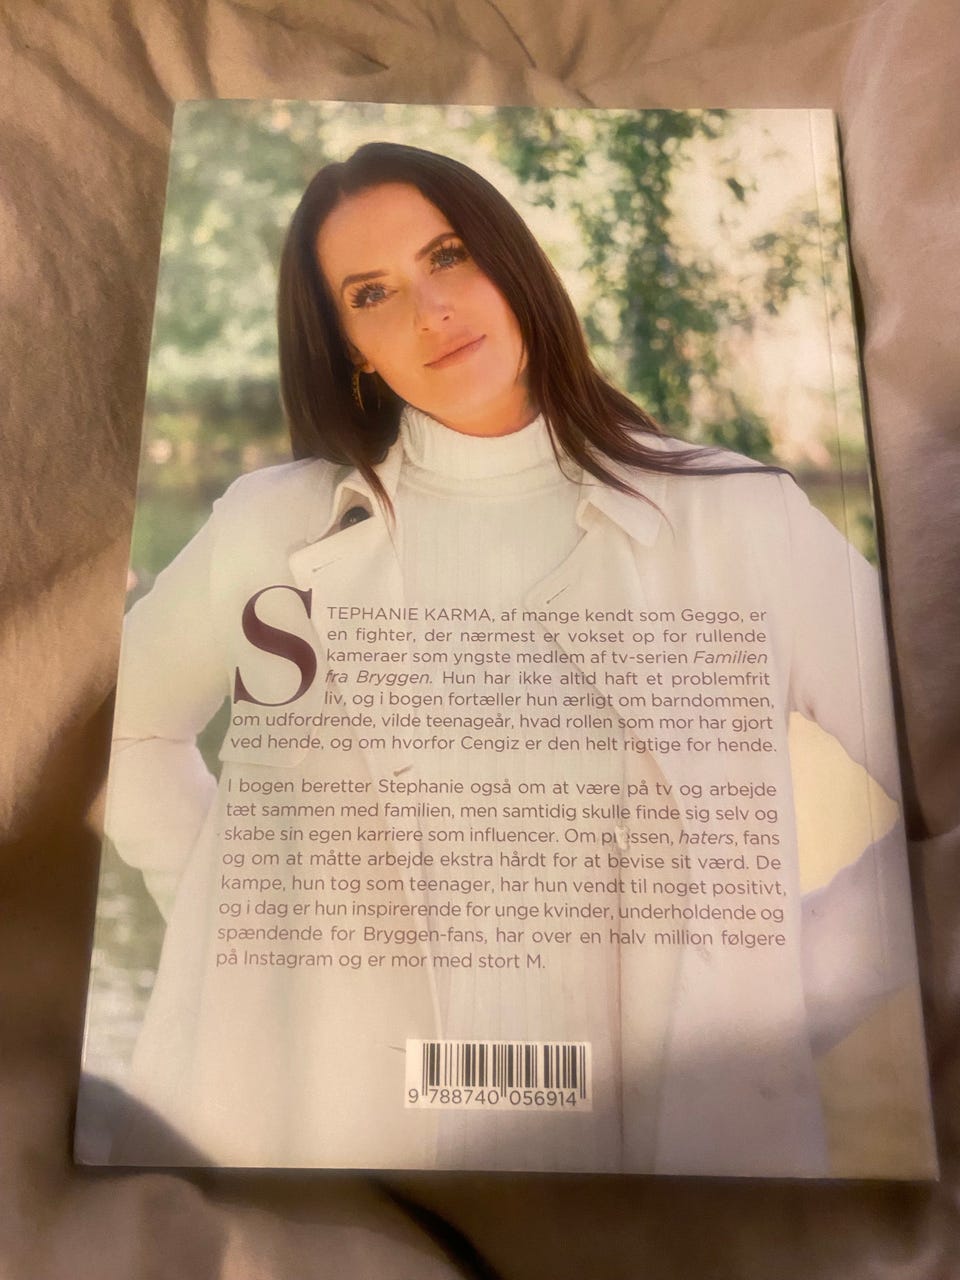 STEPHANIE KARMA, af mange kendt som Geggo, er
en fighter, der nærmest er vokset op for rullende
kameraer som yngste medlem af tv-serien Familien
fra Bryggen. Hun har ikke altid haft et problemfrit
liv, og i bogen fortæller hun ærligt om barndommen,
om udfordrende, vilde teenageår, hvad rollen som mor har gjort
ved hende, og om hvorfor Cengiz er den helt rigtige for hende.
I bogen beretter Stephanie også om at være på tv og arbejde
tæt sammen med familien, men samtidig skulle finde sig selv og
skabe sin egen karriere som influencer. Om pressen, haters, fans
og om at måtte arbejde ekstra hårdt for at bevise sit værd. De
kampe, hun tog som teenager, har hun vendt til noget positivt,
og i dag er hun inspirerende for unge kvinder, underholdende og
spændende for Bryggen-fans, har over en halv million følgere
på Instagram og er mor med stort M.
9 788740 056914